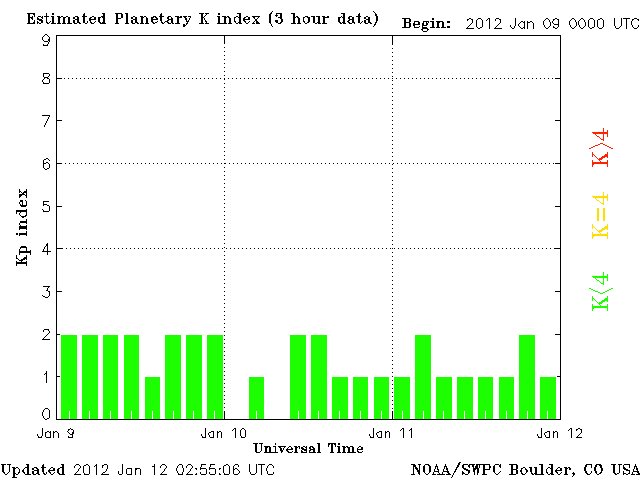 Estimated Planetary K index (3 hour data) Begin: 2012 Jan 09 0000 UTC
9
8
7
6
5
4
3
2
1
0
Kp index
Jan 9 Jan 10 Jan 11 Jan 12
Universal Time
K>4
K=4
K<4
Updated 2012 Jan 12 02:55:06 UTC NOAA/SWPC Boulder, CO USA